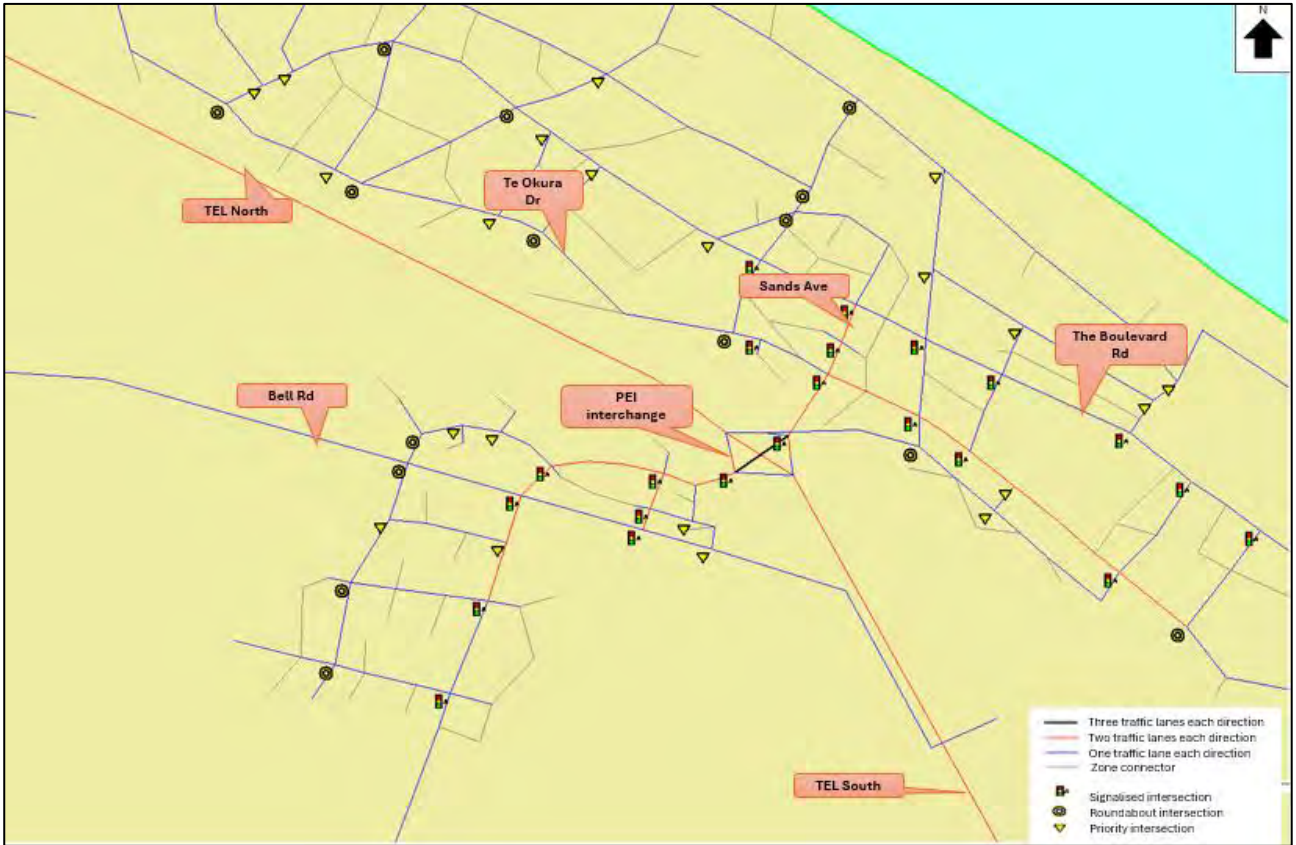 N
TEL North
Te Okura
Dr
Sands Ave
The Boulevard
Rd
Bell Rd
PEI
interchange
TEL South
Three traffic lanes each direction
Two traffic lanes each direction
One traffic lane each direction
Zone connector
Signalised intersection
Roundabout intersection
Priority intersection